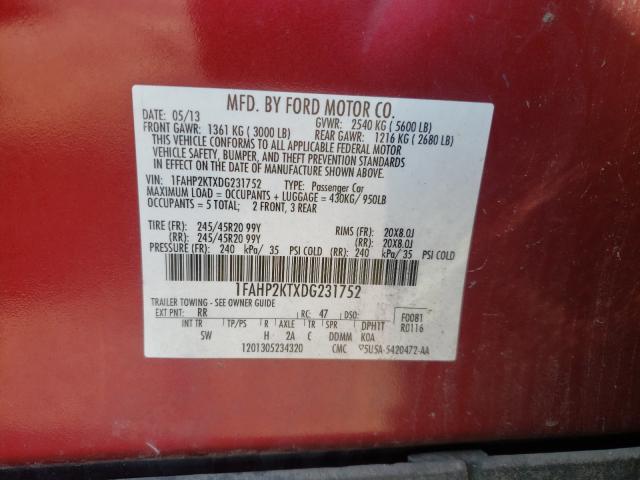 MFD. BY FORD MOTOR CO.
DATE: 05/13 GVWR: 2540 KG ( 5600 LB)
FRONT GAWR: 1361 KG ( 3000 LB) REAR GAWR: 1216 KG ( 2680 LB)
THIS VEHICLE CONFORMS TO ALL APPLICABLE FEDERAL MOTOR
VEHICLE SAFETY, BUMPER, AND THEFT PREVENTION STANDARDS
IN EFFECT ON THE DATE OF MANUFACTURE SHOWN ABOVE.
VIN: 1FAHP2KTXDG231752 TYPE: Passenger Car
MAXIMUM LOAD = OCCUPANTS + LUGGAGE = 430KG/ 950LB
OCCUPANTS = 5 TOTAL; 2 FRONT, 3 REAR
TIRE (FR): 245/45R20 99Y RIMS (FR): 20X8.0J
(RR): 245/45R20 99Y (RR): 20X8.0J
PRESSURE (FR): 240 kPa/ 35 PSI COLD (RR): 240 kPa/ 35 PSI COLD
1FAHP2KTXDG231752
TRAILER TOWING - SEE OWNER GUIDE
EXT PNT: RR RC: 47 DSO: F0081
INT TR TP/PS R AXLE TR SPR DPH1T R0116
SW H 2A C DDMM K0A
1201305234320 CMC 5U5A-5420472-AA